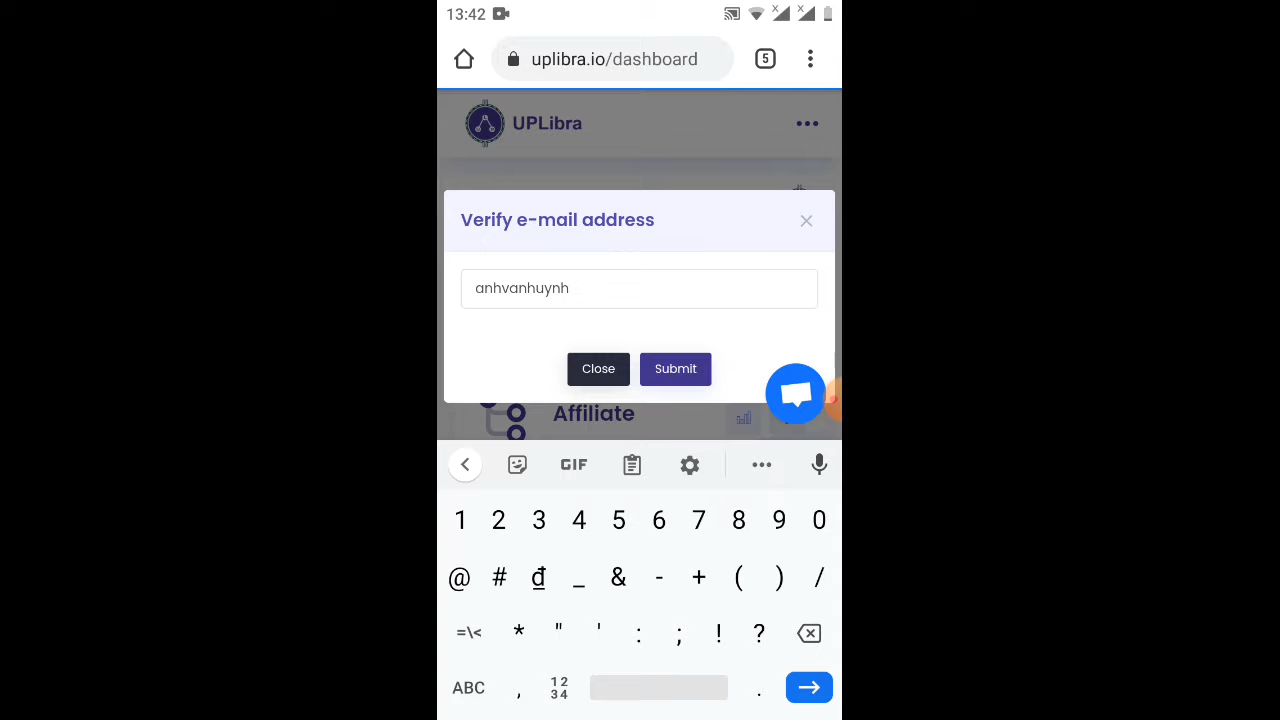 13:42
uplibra.io/dashboard
5
UPLibra
Verify e-mail address
anhvanhuynh
Close
Submit
Affiliate
GIF
1 2 3 4 5 6 7 8 9 0
@ # ₫ _ & - + ( ) /
=\< * " ' : ; ! ?
ABC , 12 34 .